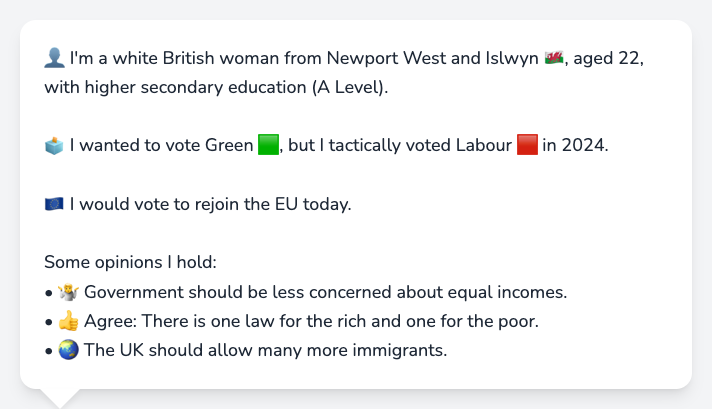 👤 I'm a white British woman from Newport West and Islwyn 🏴󠁧󠁢󠁷󠁬󠁳󠁿, aged 22,
with higher secondary education (A Level).
🗳️ I wanted to vote Green 🟩, but I tactically voted Labour 🟥 in 2024.
🇪🇺 I would vote to rejoin the EU today.
Some opinions I hold:
• 🤷 Government should be less concerned about equal incomes.
• 👍 Agree: There is one law for the rich and one for the poor.
• 🌏 The UK should allow many more immigrants.